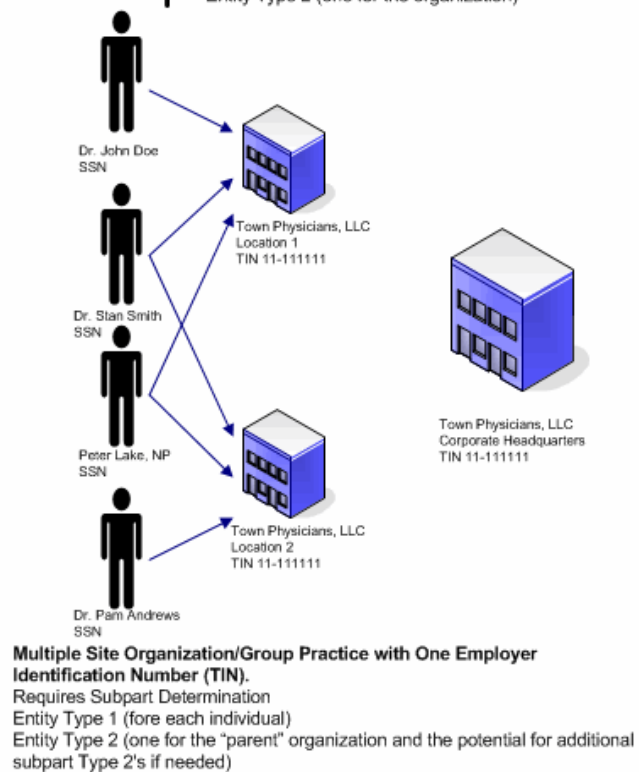 Entity Type 2 (one for the organization)
Dr. John Doe
SSN
Town Physicians, LLC
Location 1
TIN 11-111111
Dr. Stan Smith
SSN
Town Physicians, LLC
Corporate Headquarters
TIN 11-111111
Peter Lake, NP
SSN
Town Physicians, LLC
Location 2
TIN 11-111111
Dr. Pam Andrews
SSN
Multiple Site Organization/Group Practice with One Employer
Identification Number (TIN).
Requires Subpart Determination
Entity Type 1 (fore each individual)
Entity Type 2 (one for the “parent” organization and the potential for additional
subpart Type 2's if needed)